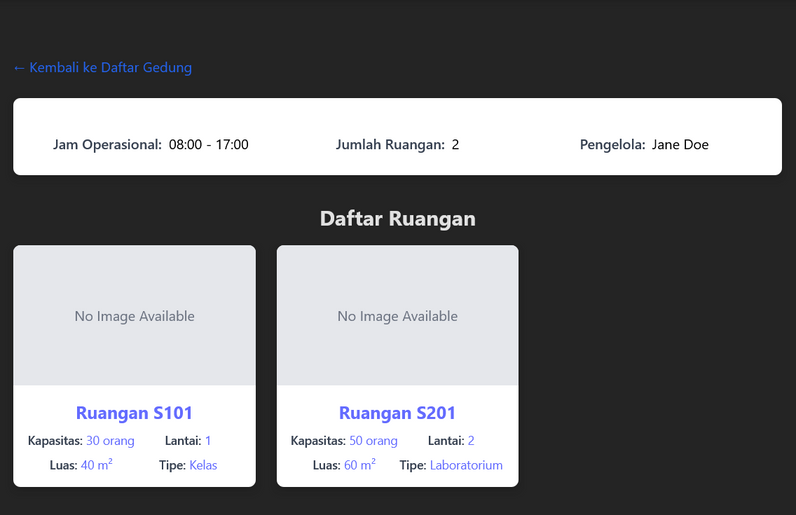 ← Kembali ke Daftar Gedung
Jam Operasional: 08:00 - 17:00 Jumlah Ruangan: 2 Pengelola: Jane Doe
Daftar Ruangan
No Image Available
Ruangan S101
Kapasitas: 30 orang Lantai: 1
Luas: 40 m² Tipe: Kelas
No Image Available
Ruangan S201
Kapasitas: 50 orang Lantai: 2
Luas: 60 m² Tipe: Laboratorium